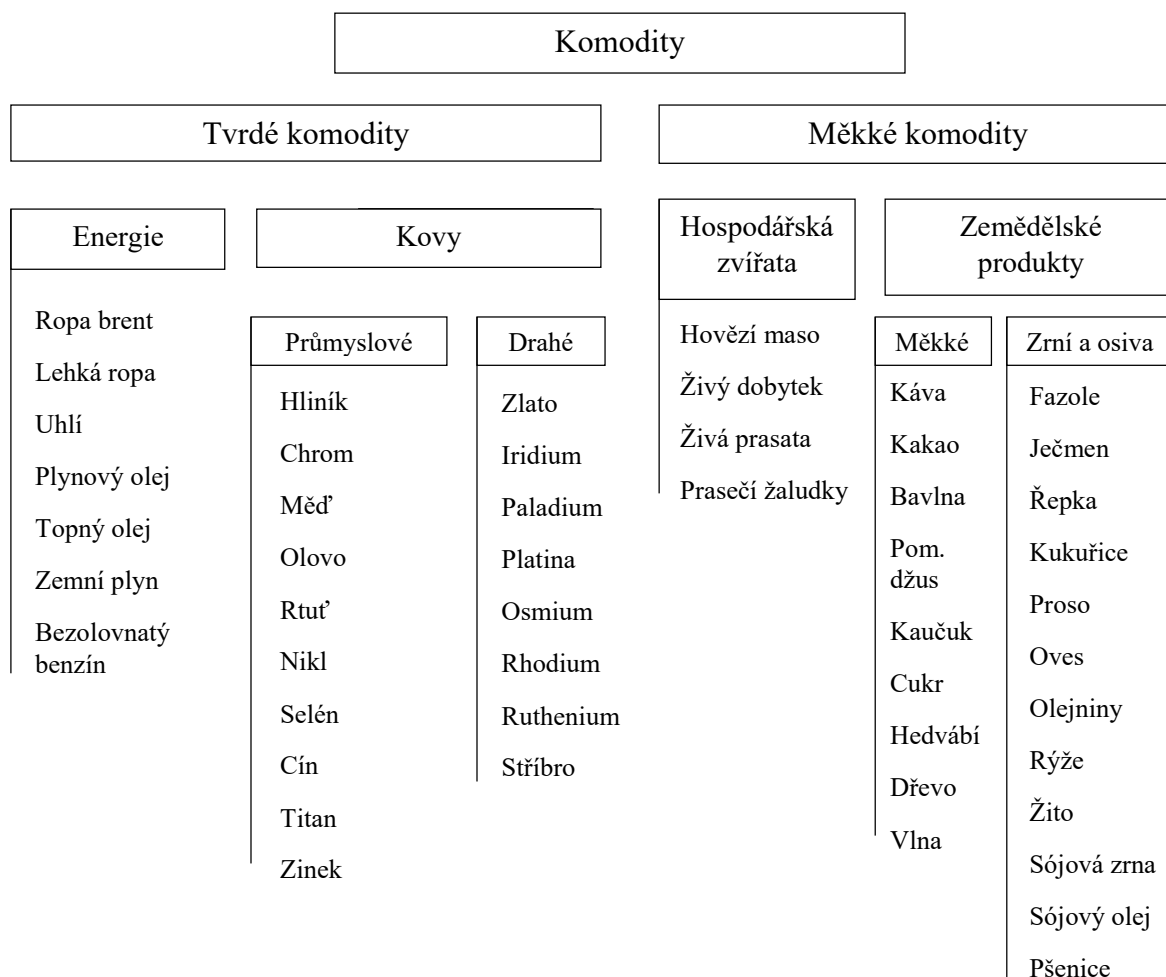 Komodity
Tvrdé komodity
Měkké komodity
Energie
Ropa brent
Lehká ropa
Uhlí
Plynový olej
Topný olej
Zemní plyn
Bezolovnatý
benzín
Kovy
Průmyslové
Hliník
Chrom
Měď
Olovo
Rtuť
Nikl
Selén
Cín
Titan
Zinek
Drahé
Zlato
Iridium
Paladium
Platina
Osmium
Rhodium
Ruthenium
Stříbro
Hospodářská
zvířata
Hovězí maso
Živý dobytek
Živá prasata
Prasečí žaludky
Zemědělské
produkty
Měkké
Káva
Kakao
Bavlna
Pom.
džus
Kaučuk
Cukr
Hedvábí
Dřevo
Vlna
Zrní a osiva
Fazole
Ječmen
Řepka
Kukuřice
Proso
Oves
Olejniny
Rýže
Žito
Sójová zrna
Sójový olej
Pšenice